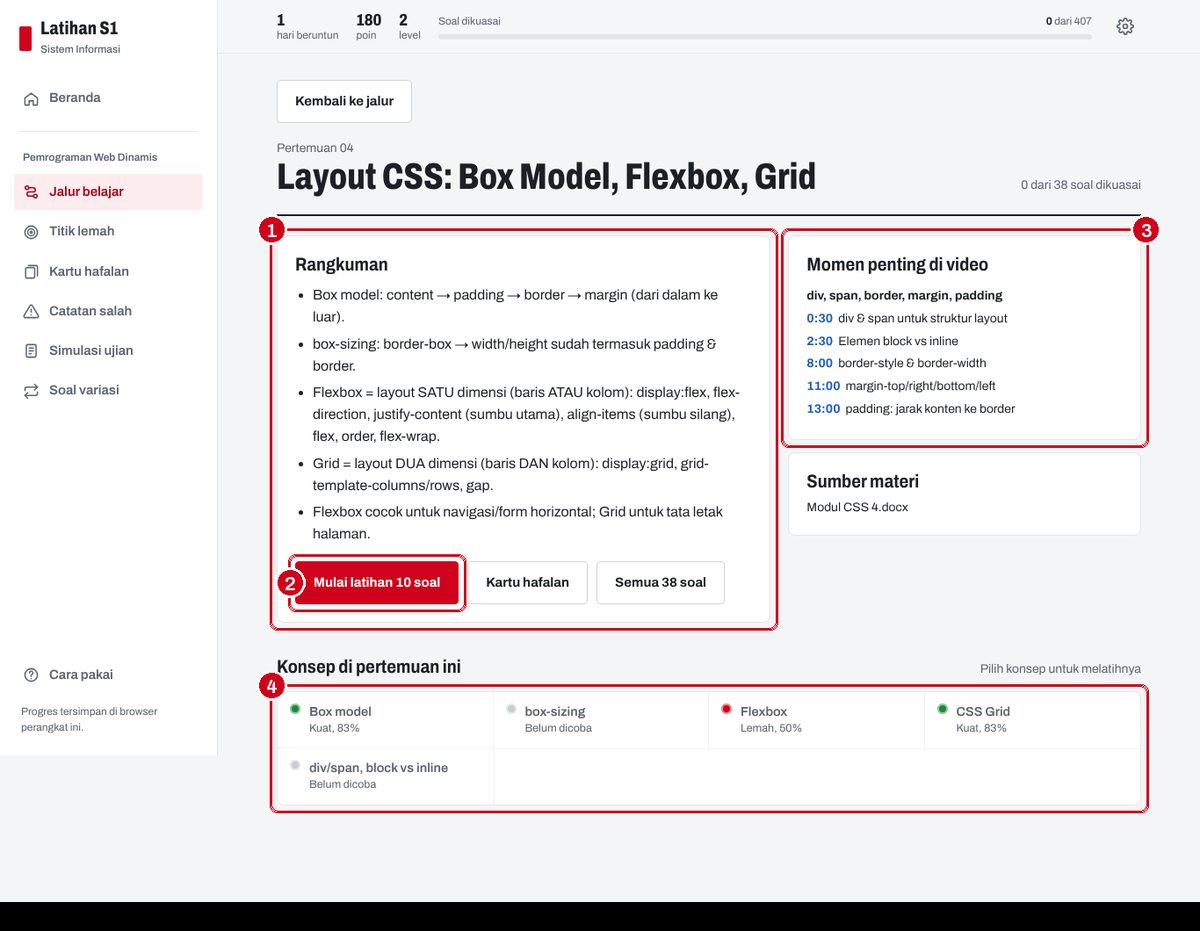 Latihan S1
Sistem Informasi
Beranda
Pemrograman Web Dinamis
Jalur belajar
Titik lemah
Kartu hafalan
Catatan salah
Simulasi ujian
Soal variasi
Cara pakai
Progres tersimpan di browser
perangkat ini.
1
hari beruntun
180
poin
2
level
Soal dikuasai
0 dari 407
Kembali ke jalur
Pertemuan 04
Layout CSS: Box Model, Flexbox, Grid
0 dari 38 soal dikuasai
1
Rangkuman
• Box model: content → padding → border → margin (dari dalam ke
luar).
• box-sizing: border-box → width/height sudah termasuk padding &
border.
• Flexbox = layout SATU dimensi (baris ATAU kolom): display:flex, flex-
direction, justify-content (sumbu utama), align-items (sumbu silang),
flex, order, flex-wrap.
• Grid = layout DUA dimensi (baris DAN kolom): display:grid, grid-
template-columns/rows, gap.
• Flexbox cocok untuk navigasi/form horizontal; Grid untuk tata letak
halaman.
2
Mulai latihan 10 soal
Kartu hafalan
Semua 38 soal
3
Momen penting di video
div, span, border, margin, padding
0:30 div & span untuk struktur layout
2:30 Elemen block vs inline
8:00 border-style & border-width
11:00 margin-top/right/bottom/left
13:00 padding: jarak konten ke border
Sumber materi
Modul CSS 4.docx
Konsep di pertemuan ini
Pilih konsep untuk melatihnya
4
Box model
Kuat, 83%
box-sizing
Belum dicoba
Flexbox
Lemah, 50%
CSS Grid
Kuat, 83%
div/span, block vs inline
Belum dicoba